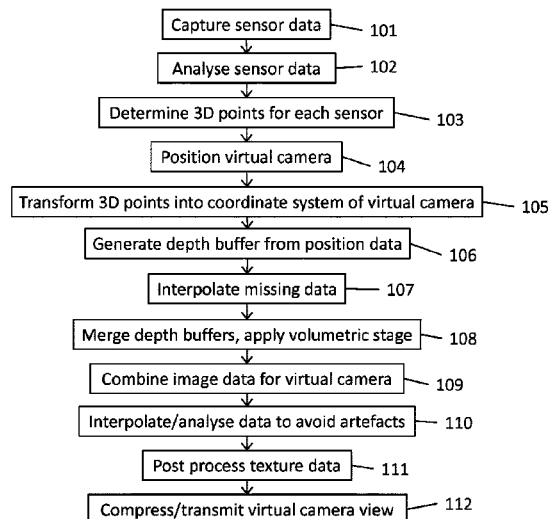 Capture sensor data 101
Analyse sensor data 102
Determine 3D points for each sensor 103
Position virtual camera 104
Transform 3D points into coordinate system of virtual camera 105
Generate depth buffer from position data 106
Interpolate missing data 107
Merge depth buffers, apply volumetric stage 108
Combine image data for virtual camera 109
Interpolate/analyse data to avoid artefacts 110
Post process texture data 111
Compress/transmit virtual camera view 112